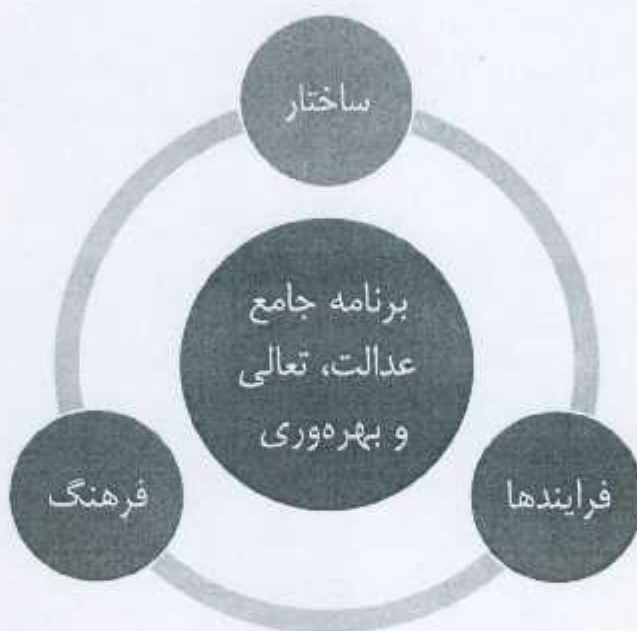 ساختار
برنامه جامع
عدالت، تعالی
و بهره‌وری
فرایندها
فرهنگ